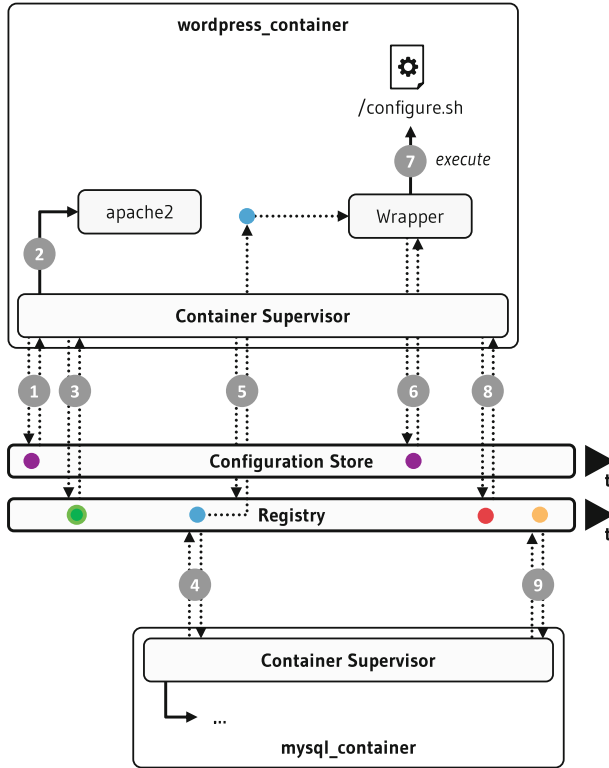 wordpress_container
/configure.sh
7 execute
apache2
Wrapper
2
Container Supervisor
1 3 5 6 8
Configuration Store
t
Registry
t
4 9
Container Supervisor
...
mysql_container